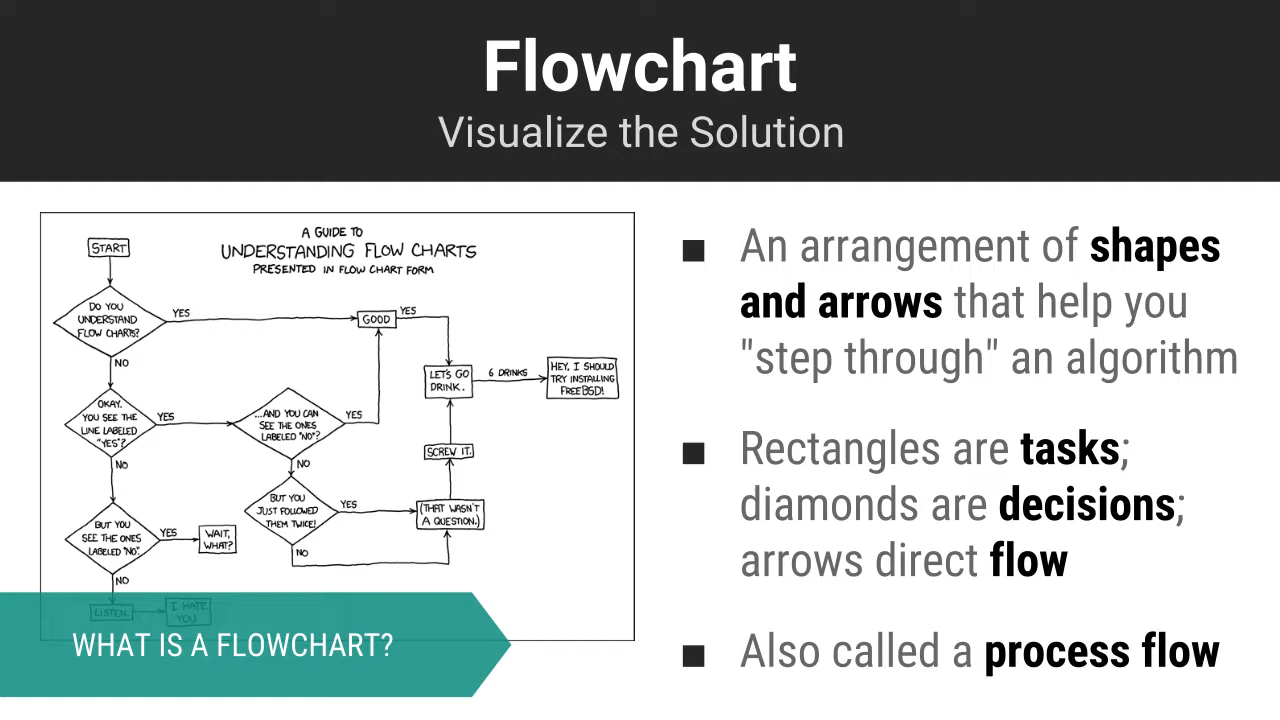 Flowchart
Visualize the Solution
A GUIDE TO
UNDERSTANDING FLOW CHARTS
PRESENTED IN FLOW CHART FORM
START
DO YOU
UNDERSTAND
FLOW CHARTS?
YES
GOOD
YES
NO
LET'S GO
DRINK.
6 DRINKS
HEY, I SHOULD
TRY INSTALLING
FREEBSD!
OKAY.
YOU SEE THE
LINE LABELED
"YES"?
YES
...AND YOU CAN
SEE THE ONES
LABELED "NO"?
YES
NO
NO
SCREW IT.
BUT YOU
JUST FOLLOWED
THEM TWICE!
YES
(THAT WASN'T
A QUESTION.)
NO
BUT YOU
SEE THE ONES
LABELED "NO".
YES
WAIT,
WHAT?
NO
LISTEN.
I HATE
YOU.
WHAT IS A FLOWCHART?
■ An arrangement of shapes
and arrows that help you
"step through" an algorithm
■ Rectangles are tasks;
diamonds are decisions;
arrows direct flow
■ Also called a process flow